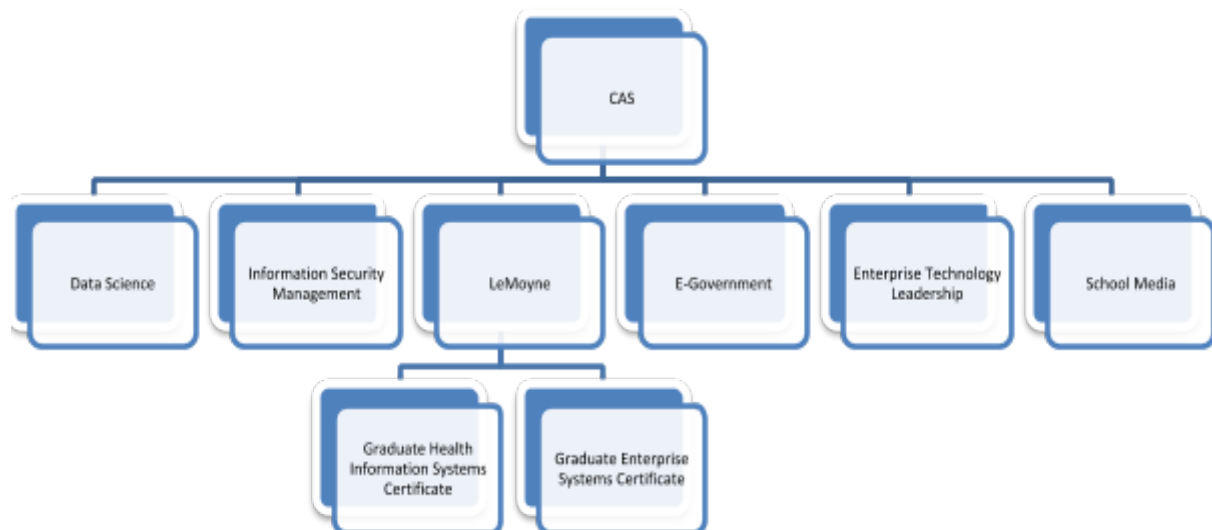 CAS
Data Science
Information Security
Management
LeMoyne
E-Government
Enterprise Technology
Leadership
School Media
Graduate Health
Information Systems
Certificate
Graduate Enterprise
Systems Certificate